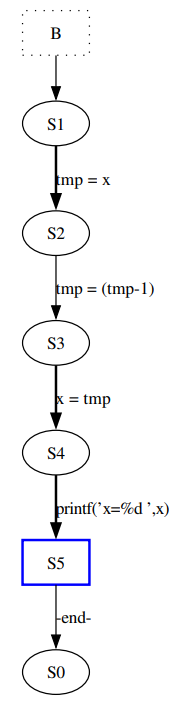 B
S1
tmp = x
S2
tmp = (tmp-1)
S3
x = tmp
S4
printf('x=%d ',x)
S5
-end-
S0